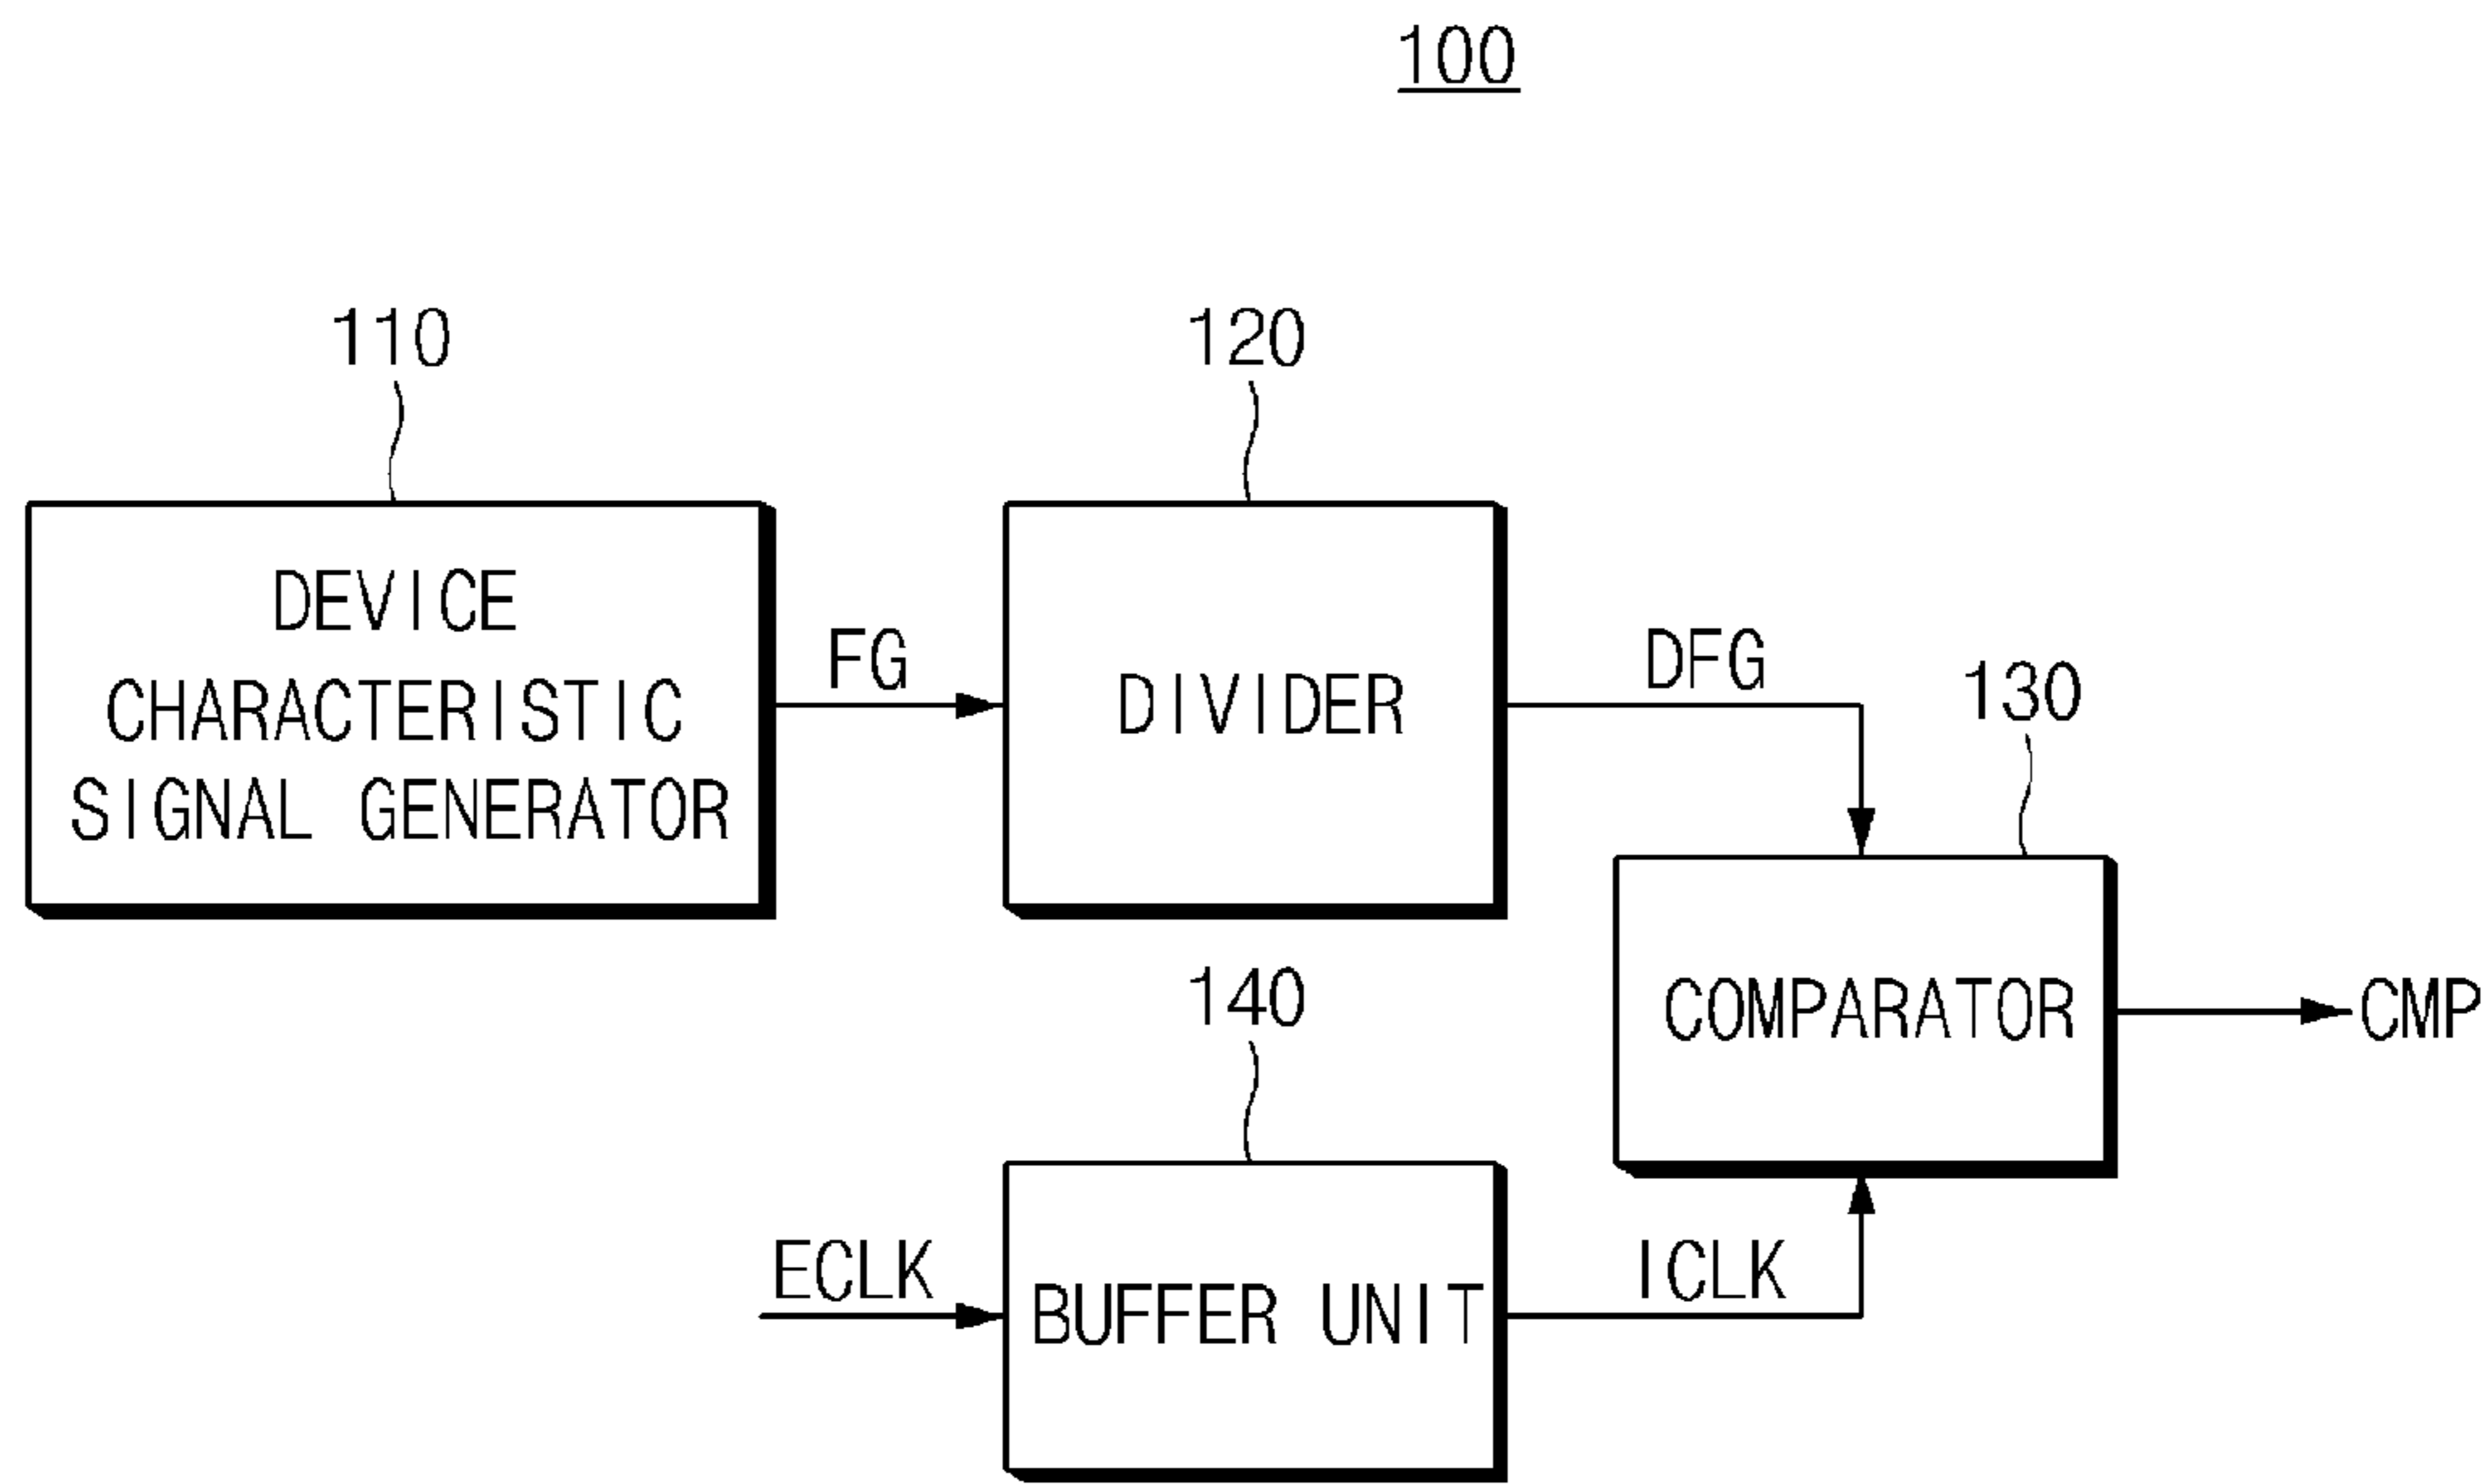 100
110
120
DEVICE
CHARACTERISTIC
SIGNAL GENERATOR
FG
DIVIDER
DFG
130
COMPARATOR
CMP
140
ECLK
BUFFER UNIT
ICLK